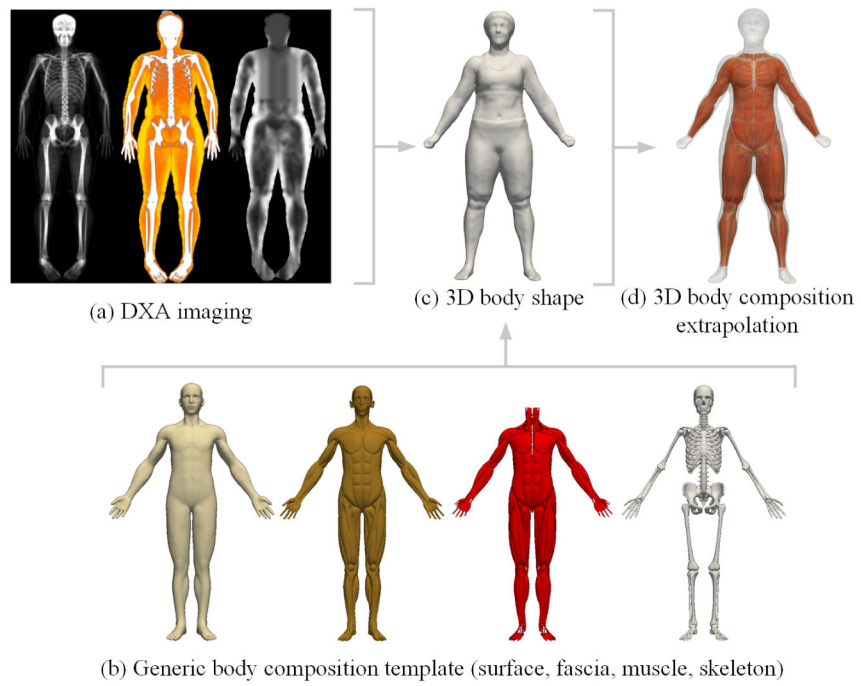 (a) DXA imaging
(c) 3D body shape
(d) 3D body composition
extrapolation
(b) Generic body composition template (surface, fascia, muscle, skeleton)